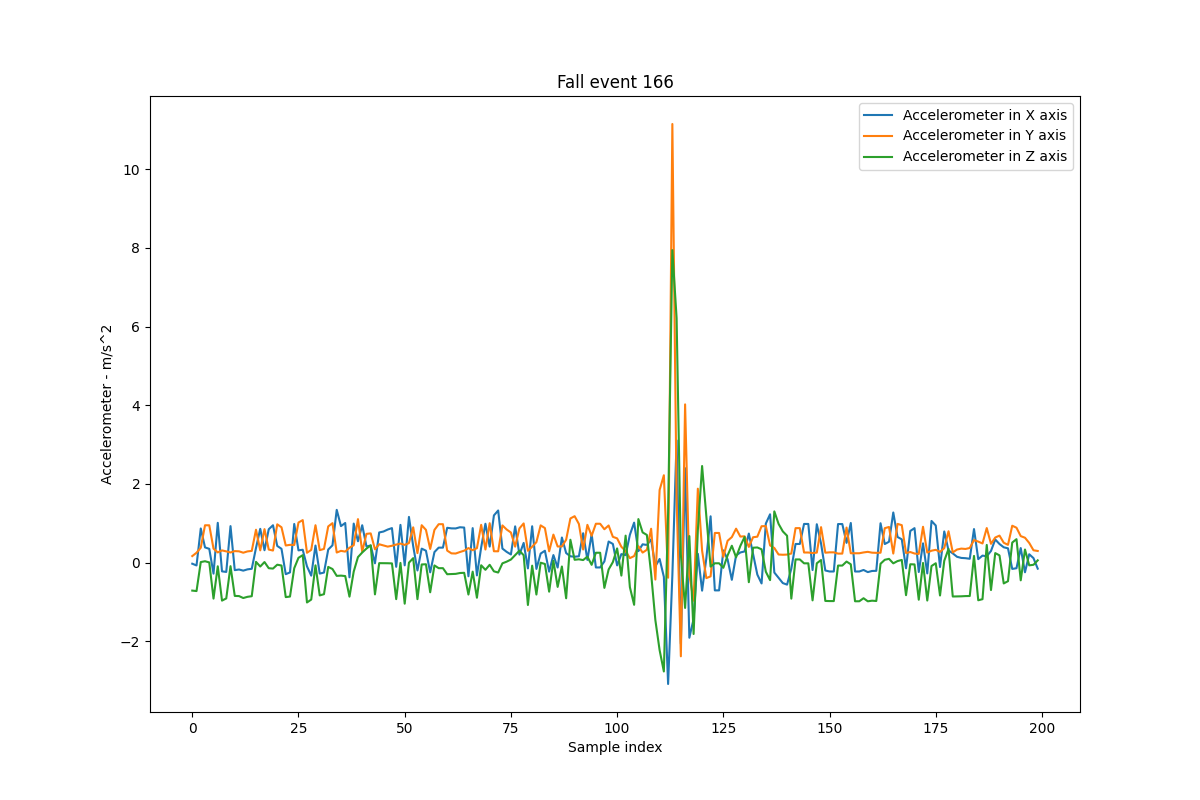 Fall event 166
Accelerometer in X axis
Accelerometer in Y axis
Accelerometer in Z axis
10
8
6
4
2
0
−2
Accelerometer - m/s^2
0 25 50 75 100 125 150 175 200
Sample index